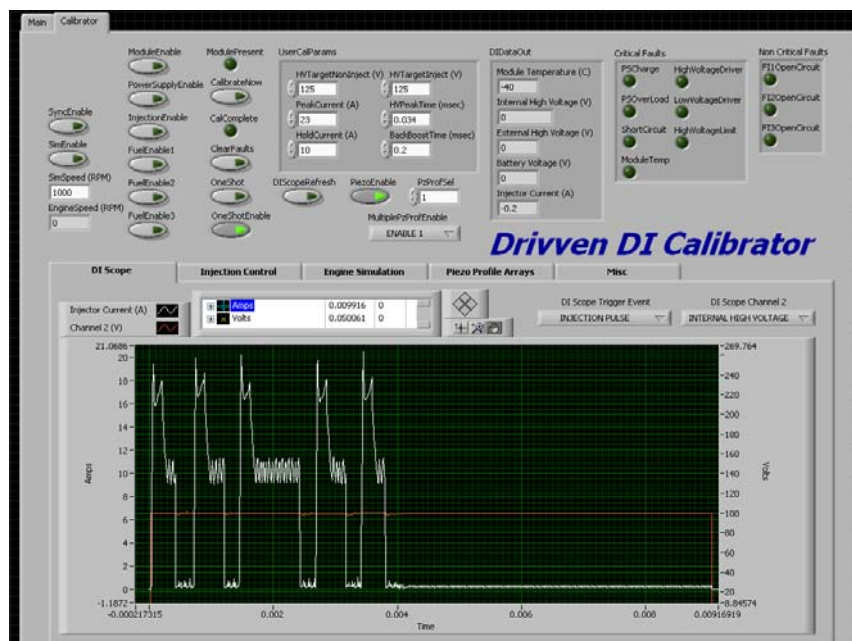 Main
Calibrator
ModuleEnable
ModulePresent
UserCalParams
DIDataOut
Critical Faults
Non Critical Faults
PowerSupplyEnable
CalibrateNow
HVTargetNonInject (V)
HVTargetInject (V)
125
125
Module Temperature (C)
-40
PSCharge
HighVoltageDriver
FI1OpenCircuit
SyncEnable
InjectionEnable
CalComplete
PeakCurrent (A)
HVPeakTime (msec)
23
0.034
Internal High Voltage (V)
0
PSOverLoad
LowVoltageDriver
FI2OpenCircuit
SimEnable
FuelEnable1
ClearFaults
HoldCurrent (A)
BackBoostTime (msec)
10
0.2
External High Voltage (V)
0
ShortCircuit
HighVoltageLimit
FI3OpenCircuit
SimSpeed (RPM)
1000
FuelEnable2
OneShot
DIScopeRefresh
PiezoEnable
PzProfSel
1
Battery Voltage (V)
0
ModuleTemp
EngineSpeed (RPM)
0
FuelEnable3
OneShotEnable
MultiplePzProfEnable
ENABLE 1
Injector Current (A)
-0.2
Drivven DI Calibrator
DI Scope
Injection Control
Engine Simulation
Piezo Profile Arrays
Misc
Injector Current (A)
Channel 2 (V)
Amps 0.009916 0
Volts 0.050061 0
DI Scope Trigger Event
INJECTION PULSE
DI Scope Channel 2
INTERNAL HIGH VOLTAGE
21.0686
20
18
16
14
12
10
8
6
4
2
0
-1.1872
Amps
-269.764
-240
-220
-200
-180
-160
-140
-120
-100
-80
-60
-40
-20
-8.84574
Volts
-0.000217315
0.002
0.004
0.006
0.008
0.00916919
Time